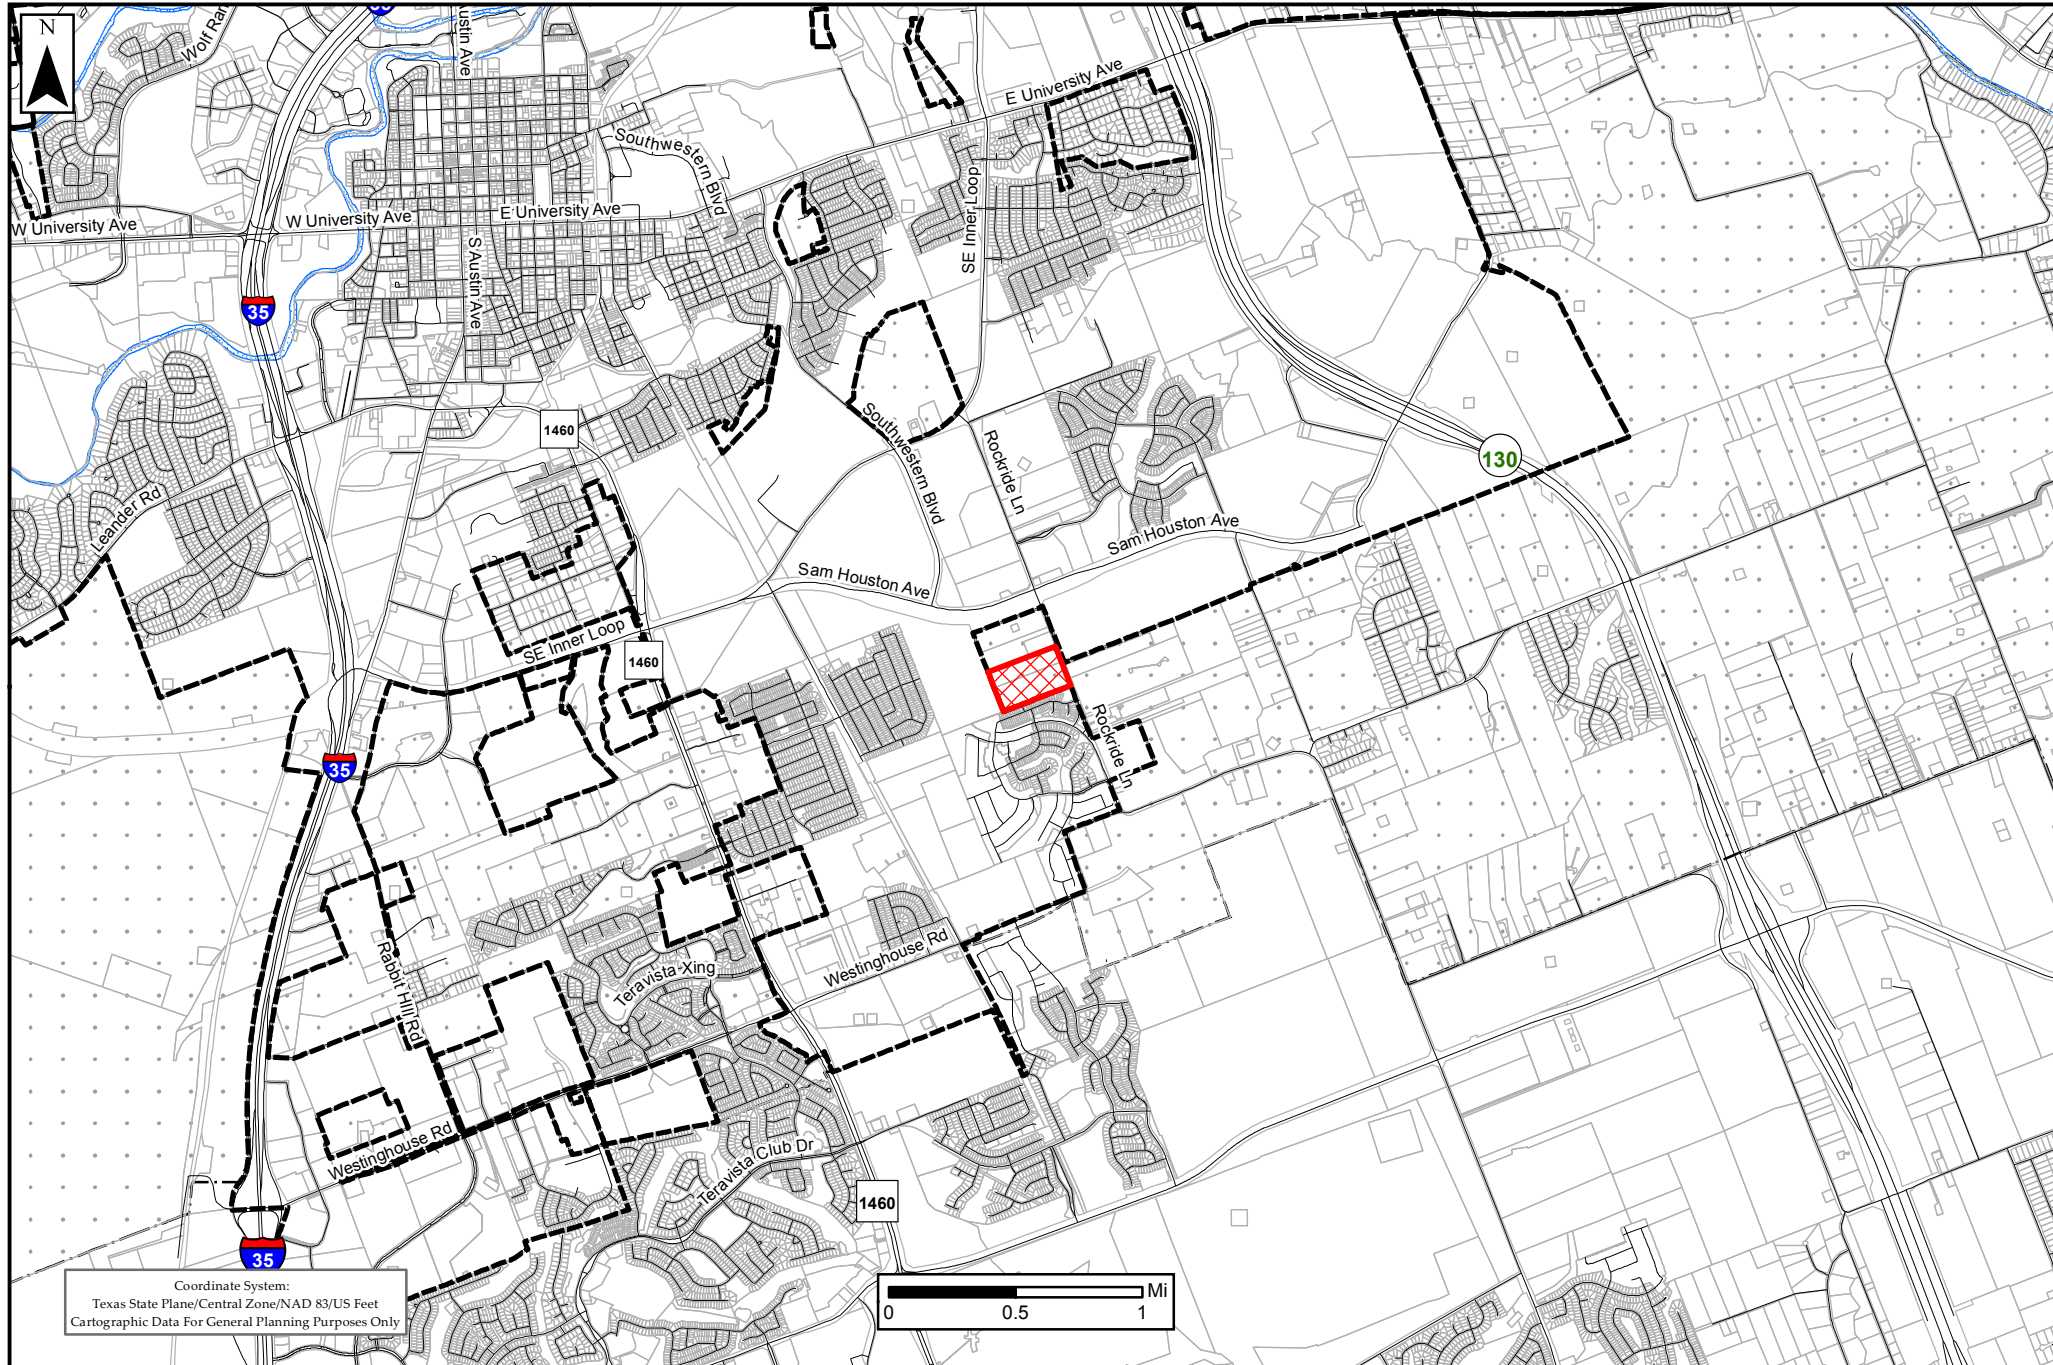 N
35
Wolf Ran
ustin Ave
E University Ave
Southwestern Blvd
W University Ave
W University Ave
E University Ave
SE Inner Loop
S Austin Ave
35
1460
Southwestern Blvd
Rockride Ln
130
Leander Rd
Sam Houston Ave
Sam Houston Ave
SE Inner Loop
1460
Rockride Ln
35
Westinghouse Rd
Rabbit Hill Rd
Teravista Xing
Westinghouse Rd
Teravista Club Dr
1460
35
Coordinate System:
Texas State Plane/Central Zone/NAD 83/US Feet
Cartographic Data For General Planning Purposes Only
Mi
0 0.5 1